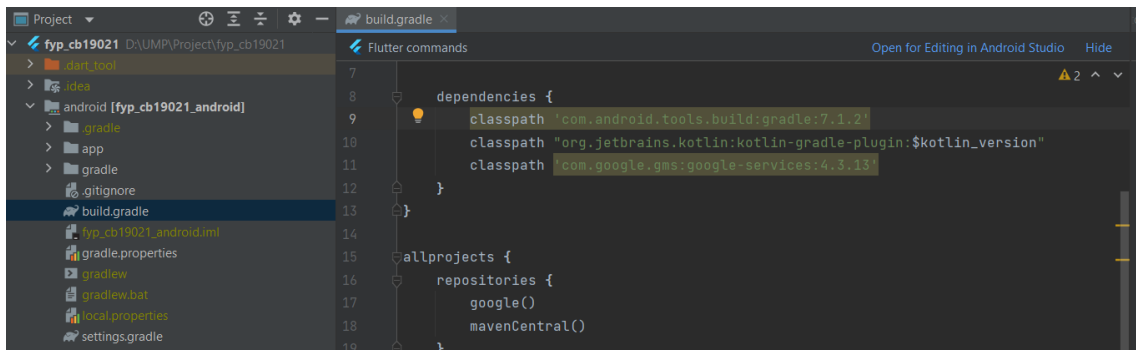 Project
fyp_cb19021 D:\UMP\Project\fyp_cb19021
.dart_tool
.idea
android [fyp_cb19021_android]
.gradle
app
gradle
.gitignore
build.gradle
fyp_cb19021_android.iml
gradle.properties
gradlew
gradlew.bat
local.properties
settings.gradle
build.gradle
Flutter commands Open for Editing in Android Studio Hide
2
7
8 dependencies {
9 classpath 'com.android.tools.build:gradle:7.1.2'
10 classpath "org.jetbrains.kotlin:kotlin-gradle-plugin:$kotlin_version"
11 classpath 'com.google.gms:google-services:4.3.13'
12 }
13 }
14
15 allprojects {
16 repositories {
17 google()
18 mavenCentral()
19 }